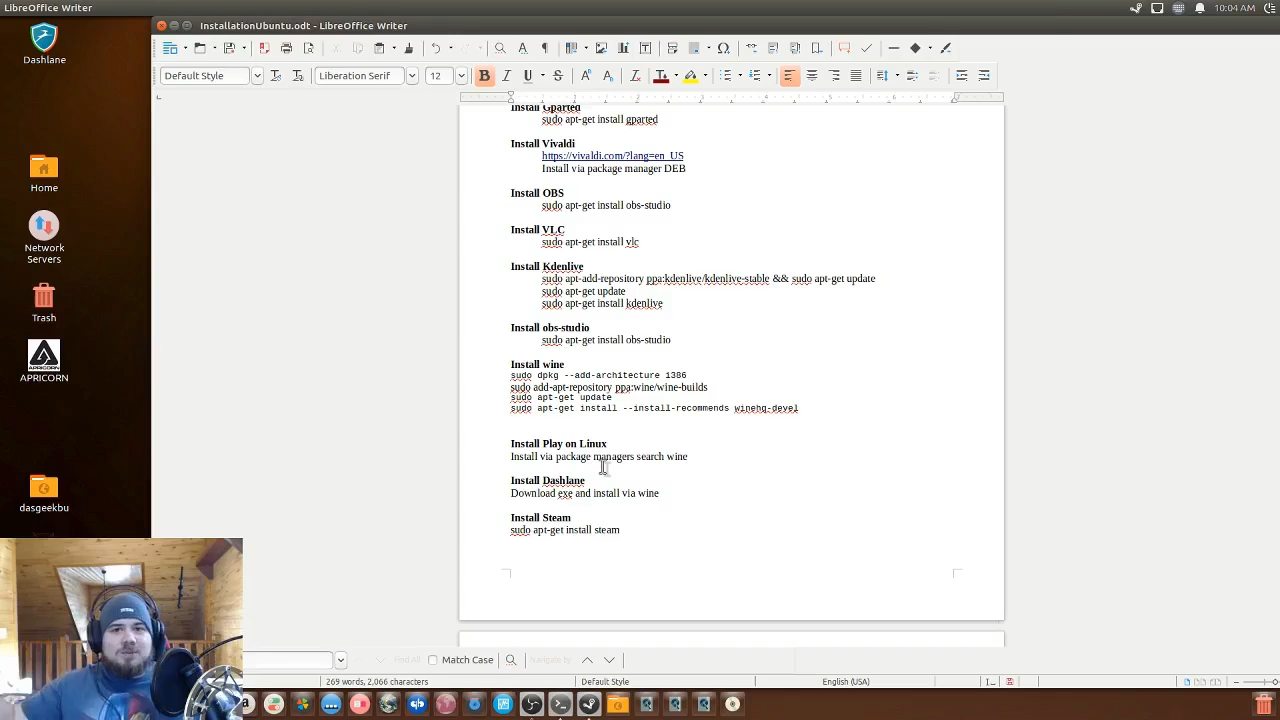 LibreOffice Writer
10:04 AM
InstallationUbuntu.odt - LibreOffice Writer
Dashlane
Home
Network
Servers
Trash
APRICORN
dasgeekbu
Default Style
Liberation Serif
12
Install Gparted
sudo apt-get install gparted
Install Vivaldi
https://vivaldi.com/?lang=en_US
Install via package manager DEB
Install OBS
sudo apt-get install obs-studio
Install VLC
sudo apt-get install vlc
Install Kdenlive
sudo apt-add-repository ppa:kdenlive/kdenlive-stable && sudo apt-get update
sudo apt-get update
sudo apt-get install kdenlive
Install obs-studio
sudo apt-get install obs-studio
Install wine
sudo dpkg --add-architecture i386
sudo add-apt-repository ppa:wine/wine-builds
sudo apt-get update
sudo apt-get install --install-recommends winehq-devel
Install Play on Linux
Install via package managers search wine
Install Dashlane
Download exe and install via wine
Install Steam
sudo apt-get install steam
Find All
Match Case
Navigate By
269 words, 2,066 characters
Default Style
English (USA)